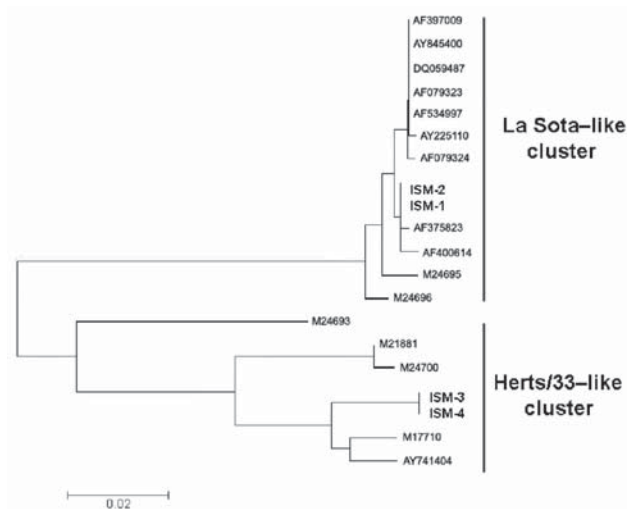 AF397009
AY845400
DQ059487
AF079323
AF534997
AY225110
AF079324
ISM-2
ISM-1
AF375823
AF400614
M24695
M24696
La Sota–like
cluster
M24693
M21881
M24700
ISM-3
ISM-4
M17710
AY741404
Herts/33–like
cluster
0.02